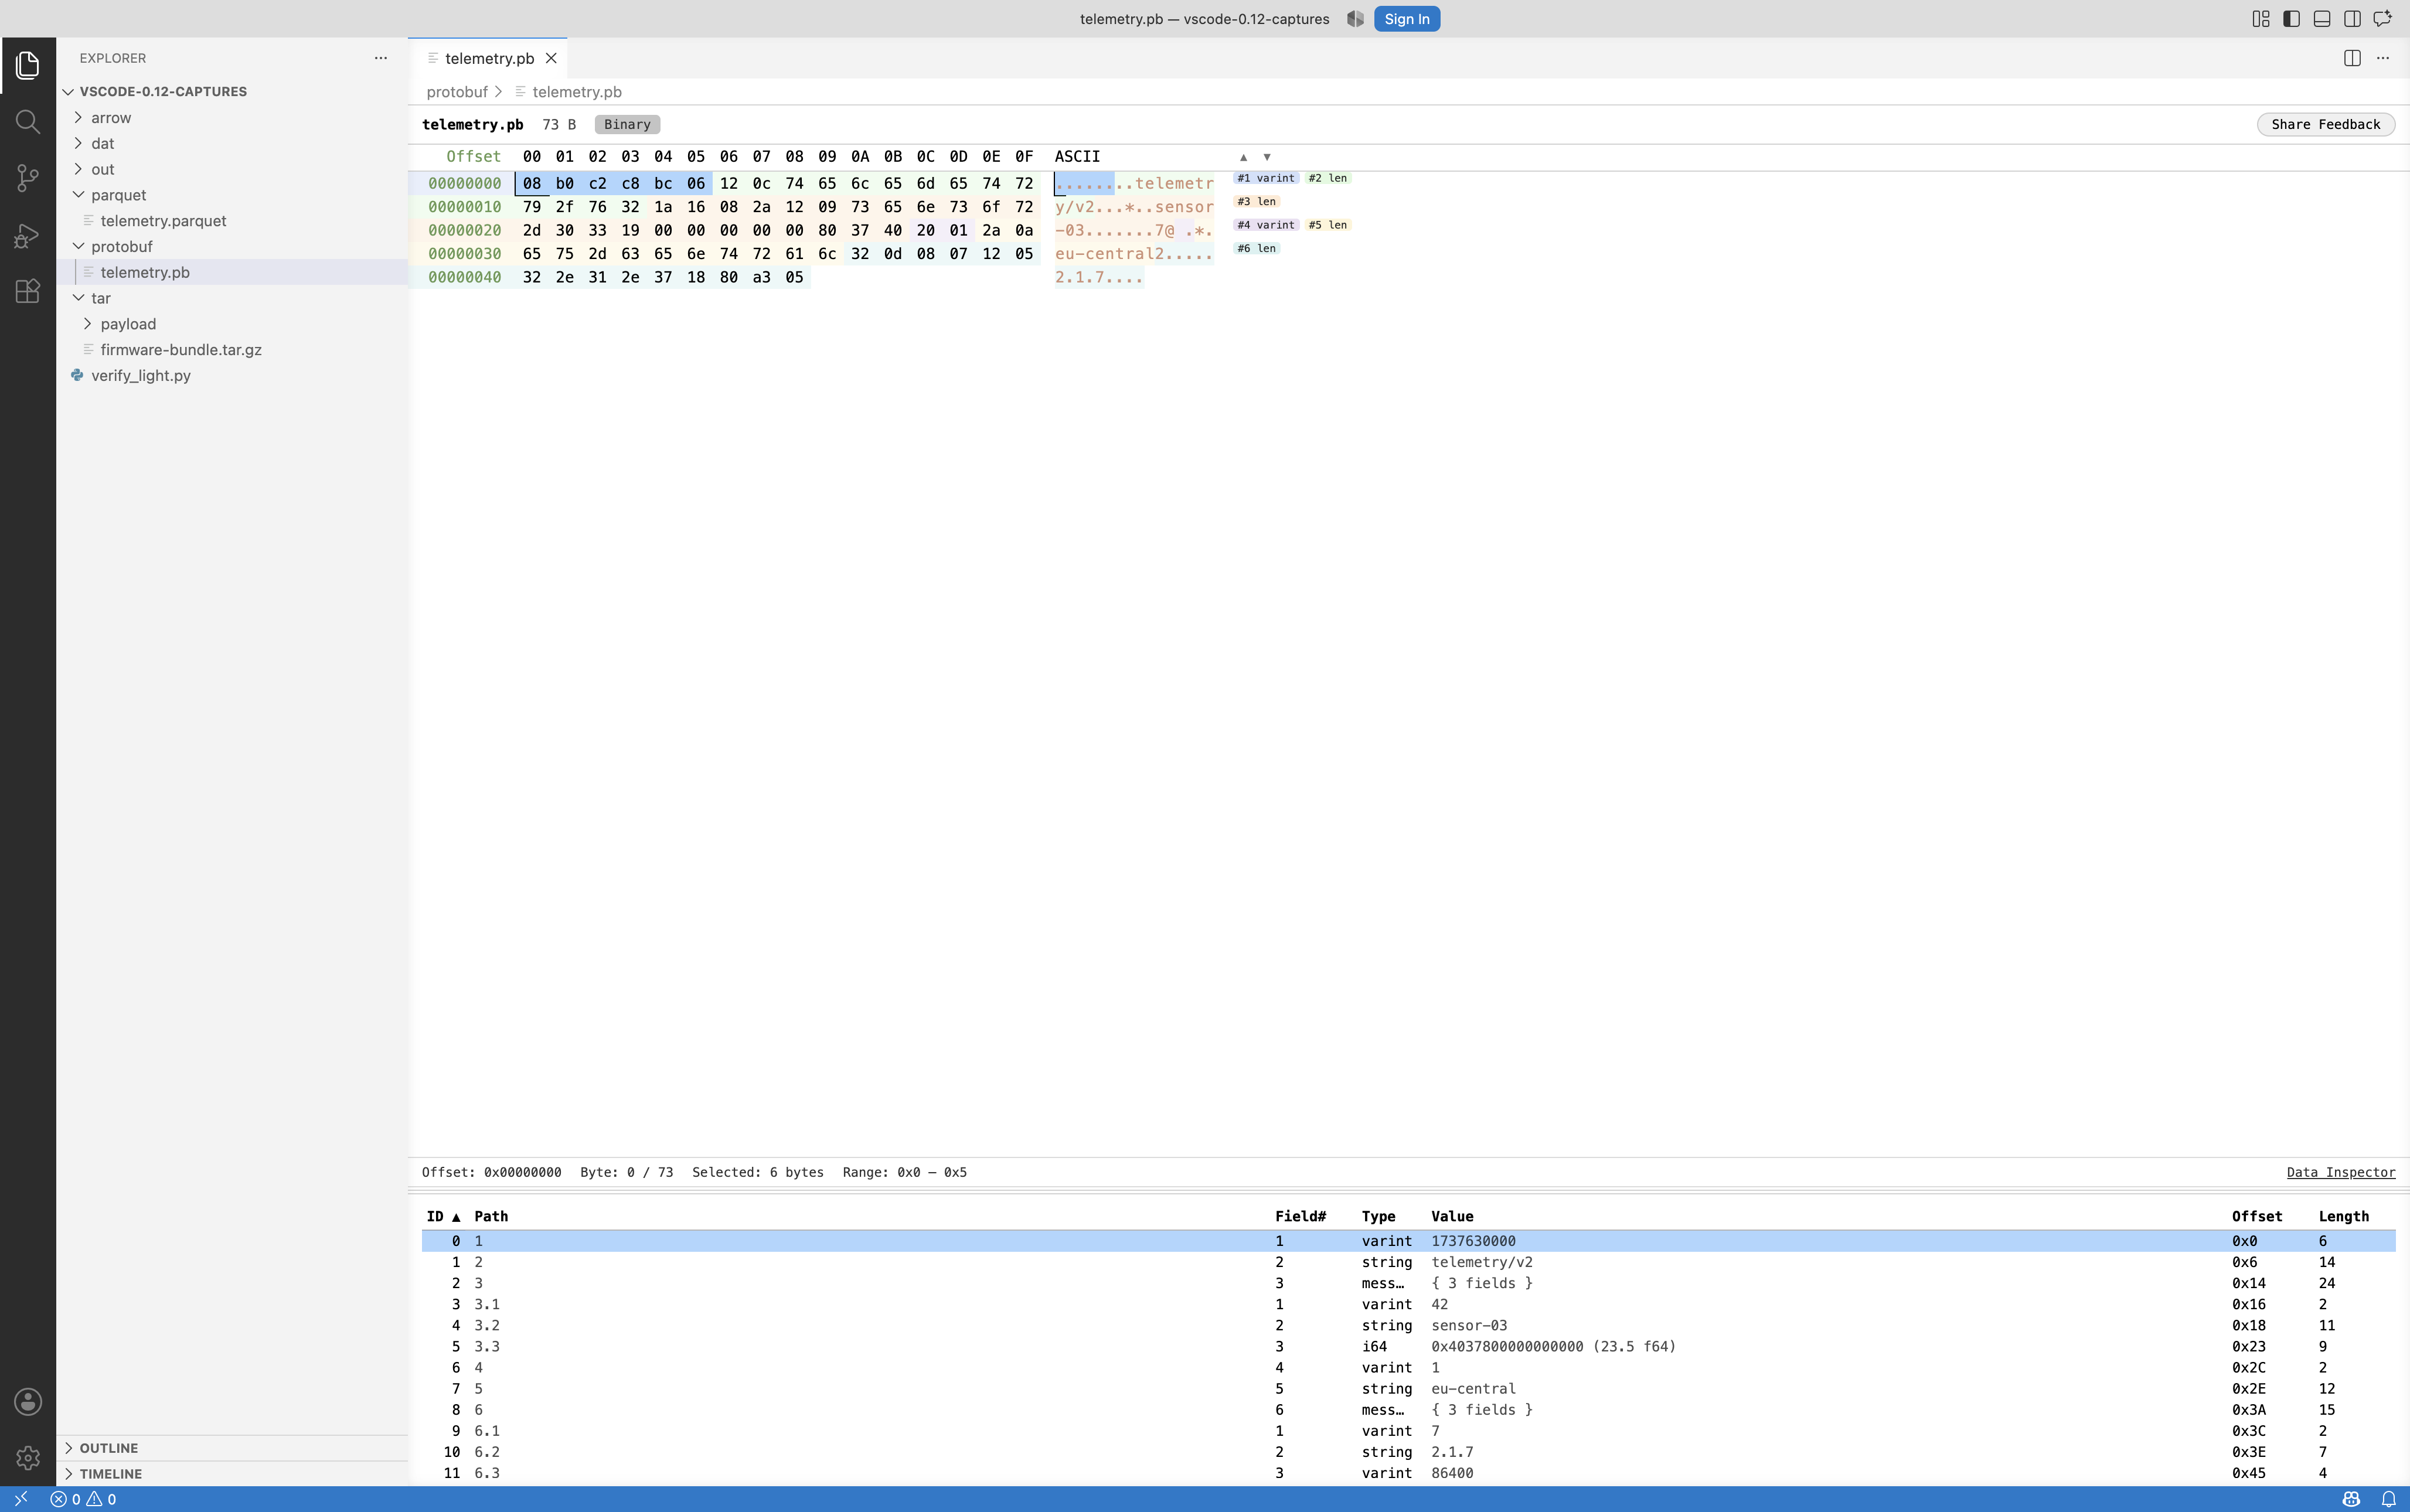 telemetry.pb — vscode-0.12-captures Sign In
EXPLORER ···
VSCODE-0.12-CAPTURES
arrow
dat
out
parquet
telemetry.parquet
protobuf
telemetry.pb
tar
payload
firmware-bundle.tar.gz
verify_light.py
OUTLINE
TIMELINE
telemetry.pb
protobuf > telemetry.pb
telemetry.pb 73 B Binary Share Feedback
Offset 00 01 02 03 04 05 06 07 08 09 0A 0B 0C 0D 0E 0F ASCII ▲ ▼
00000000 08 b0 c2 c8 bc 06 12 0c 74 65 6c 65 6d 65 74 72 ........telemetr #1 varint #2 len
00000010 79 2f 76 32 1a 16 08 2a 12 09 73 65 6e 73 6f 72 y/v2...*..sensor #3 len
00000020 2d 30 33 19 00 00 00 00 00 80 37 40 20 01 2a 0a -03.......7@ .*. #4 varint #5 len
00000030 65 75 2d 63 65 6e 74 72 61 6c 32 0d 08 07 12 05 eu-central2..... #6 len
00000040 32 2e 31 2e 37 18 80 a3 05 2.1.7....
Offset: 0x00000000 Byte: 0 / 73 Selected: 6 bytes Range: 0x0 — 0x5 Data Inspector
ID ▲ Path Field# Type Value Offset Length
0 1 1 varint 1737630000 0x0 6
1 2 2 string telemetry/v2 0x6 14
2 3 3 mess… { 3 fields } 0x14 24
3 3.1 1 varint 42 0x16 2
4 3.2 2 string sensor-03 0x18 11
5 3.3 3 i64 0x4037800000000000 (23.5 f64) 0x23 9
6 4 4 varint 1 0x2C 2
7 5 5 string eu-central 0x2E 12
8 6 6 mess… { 3 fields } 0x3A 15
9 6.1 1 varint 7 0x3C 2
10 6.2 2 string 2.1.7 0x3E 7
11 6.3 3 varint 86400 0x45 4
0 0